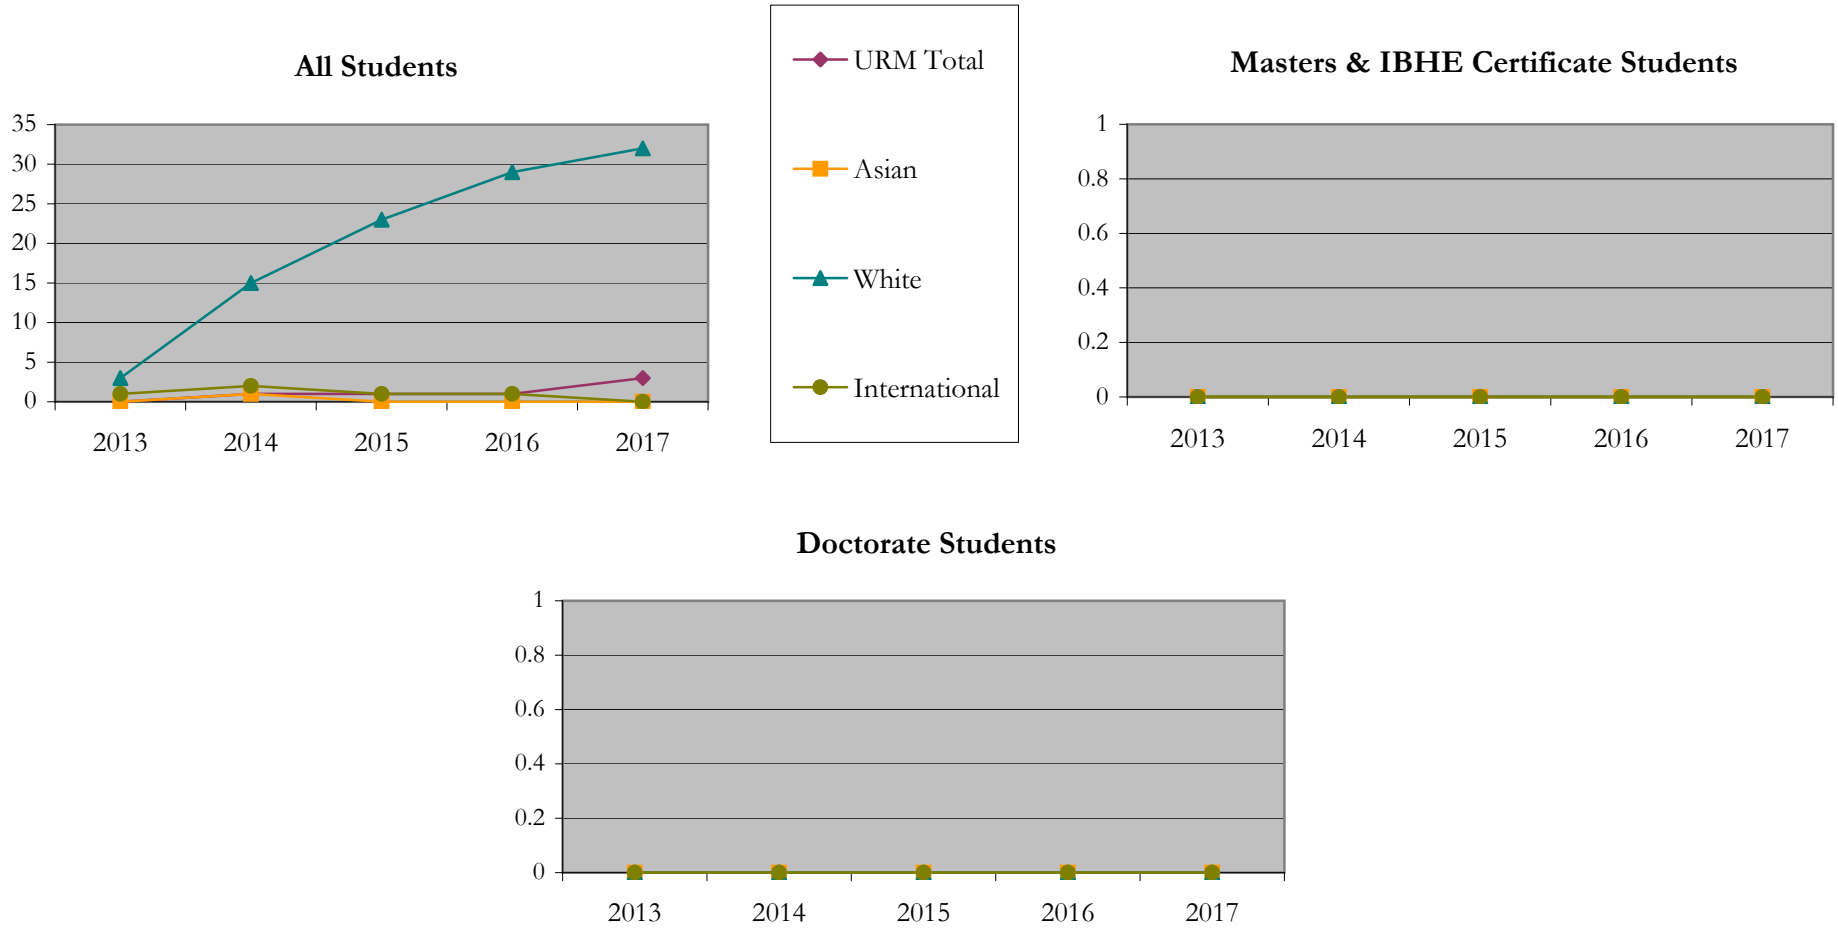 All Students
35
30
25
20
15
10
5
0
2013 2014 2015 2016 2017
URM Total
Asian
White
International
Masters & IBHE Certificate Students
1
0.8
0.6
0.4
0.2
0
2013 2014 2015 2016 2017
Doctorate Students
1
0.8
0.6
0.4
0.2
0
2013 2014 2015 2016 2017